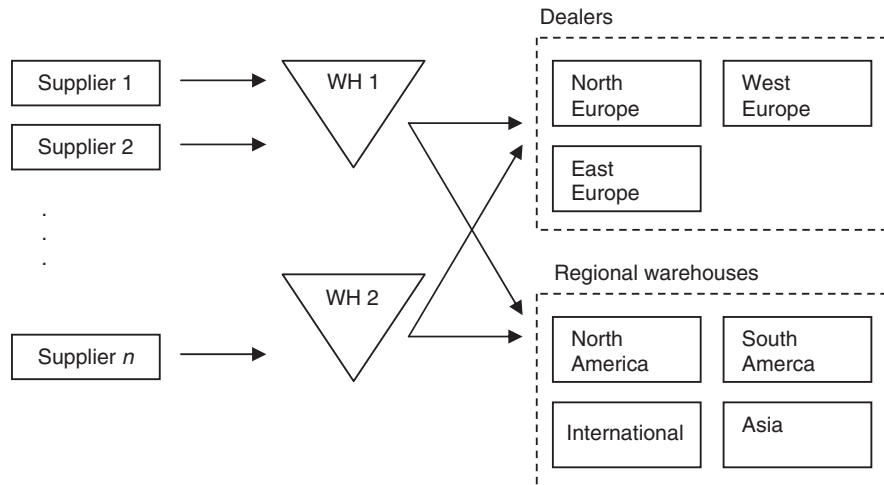 Dealers
Supplier 1
WH 1
North
Europe
West
Europe
Supplier 2
East
Europe
.
.
.
Regional warehouses
WH 2
Supplier n
North
America
South
Amerca
International
Asia